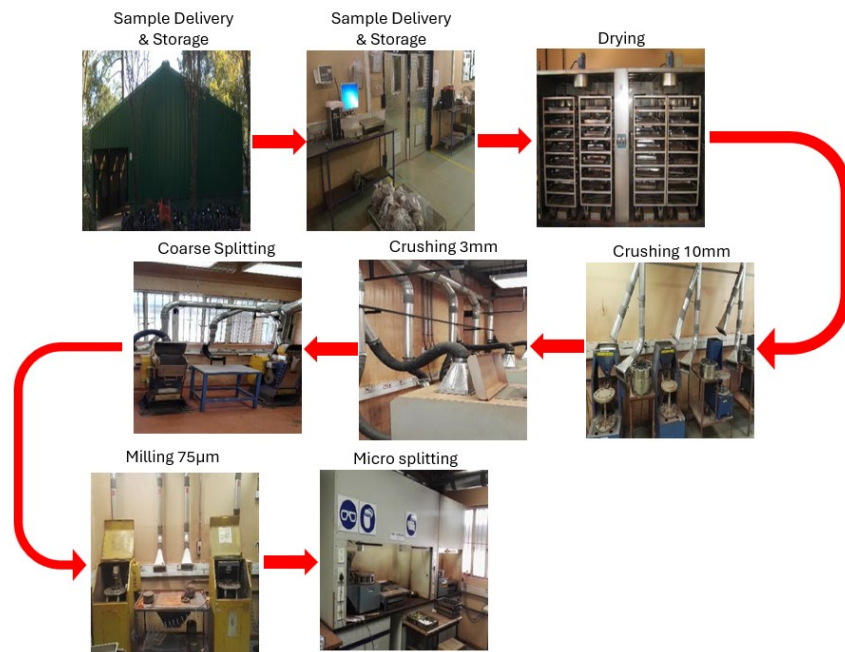 Sample Delivery
& Storage
Sample Delivery
& Storage
Drying
Coarse Splitting
Crushing 3mm
Crushing 10mm
Milling 75µm
Micro splitting